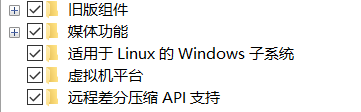 旧版组件
媒体功能
适用于 Linux 的 Windows 子系统
虚拟机平台
远程差分压缩 API 支持